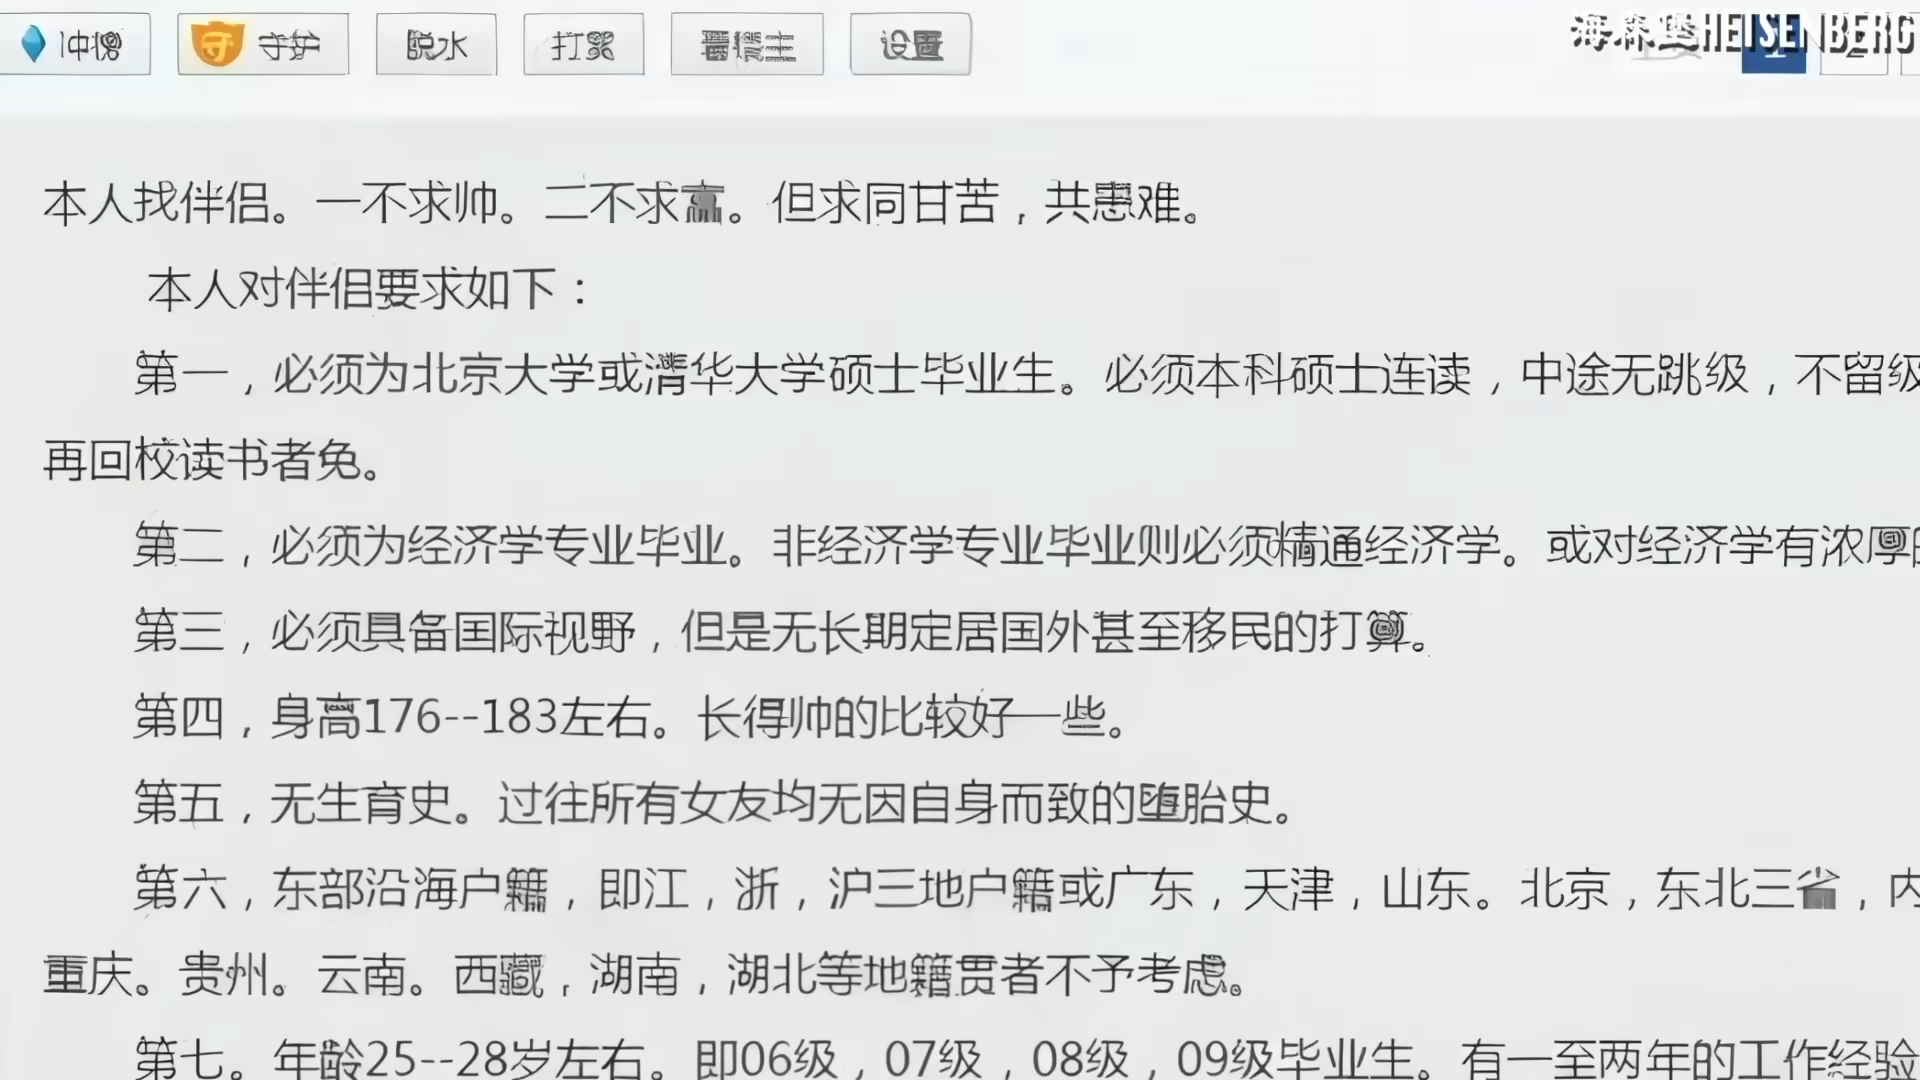 守护
脱水
打
设置
海森堡HEISENBERG
本人找伴侣。一不求帅。二不求高。但求同甘苦，共患难。
本人对伴侣要求如下：
第一，必须为北京大学或清华大学硕士毕业生。必须本科硕士连读，中途无跳级，不留级
再回校读书者免。
第二，必须为经济学专业毕业。非经济学专业毕业则必须精通经济学。或对经济学有浓厚
第三，必须具备国际视野，但是无长期定居国外甚至移民的打算。
第四，身高176--183左右。长得帅的比较好一些。
第五，无生育史。过往所有女友均无因自身而致的堕胎史。
第六，东部沿海户籍，即江，浙，沪三地户籍或广东，天津，山东。北京，东北三省，内
重庆。贵州。云南。西藏，湖南，湖北等地籍贯者不予考虑。
第七。年龄25--28岁左右。即06级，07级，08级，09级毕业生。有一至两年的工作经验